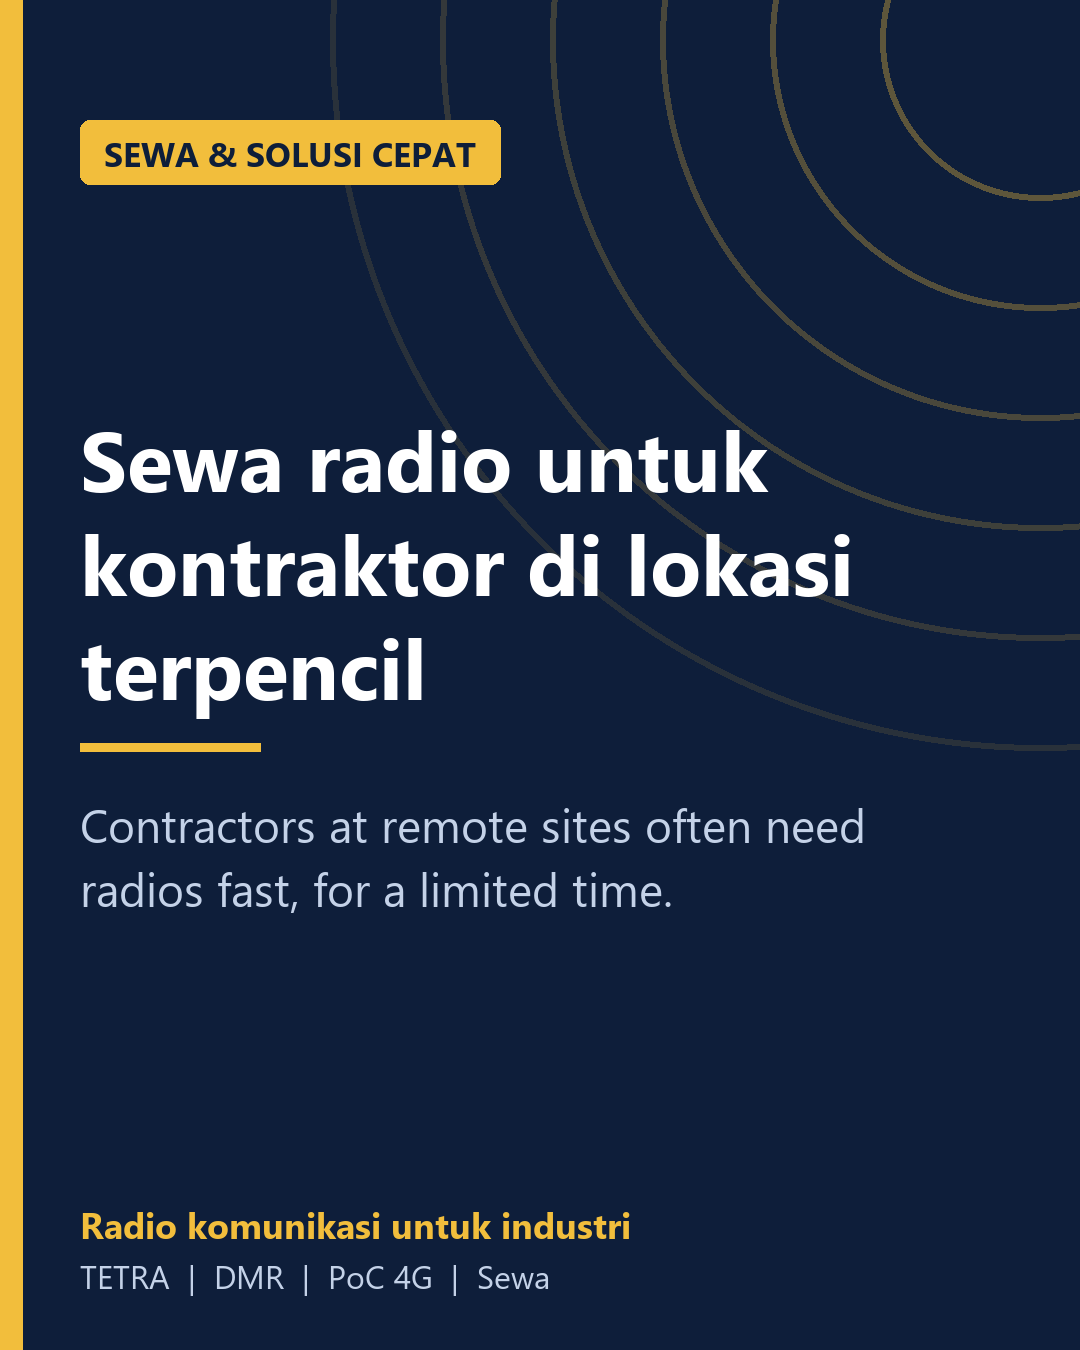 SEWA & SOLUSI CEPAT
Sewa radio untuk
kontraktor di lokasi
terpencil
Contractors at remote sites often need
radios fast, for a limited time.
Radio komunikasi untuk industri
TETRA | DMR | PoC 4G | Sewa